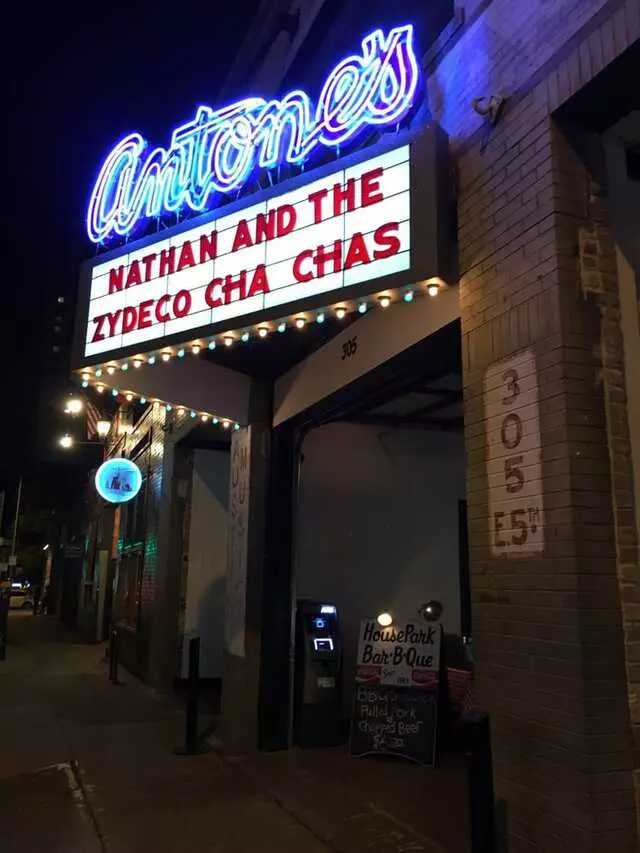 Antone's
NATHAN AND THE
ZYDECO CHA CHAS
305
305
E.5TH
HousePark
Bar-B-Que
Pulled Pork
Chopped Beef